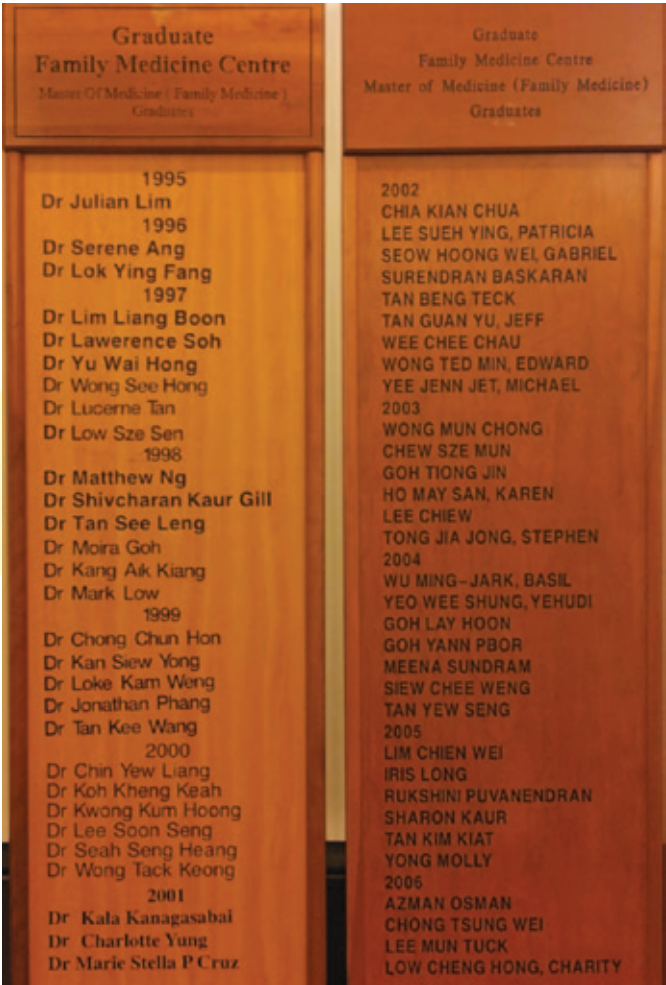 Graduate
Family Medicine Centre
Master Of Medicine ( Family Medicine )
Graduates
1995
Dr Julian Lim
1996
Dr Serene Ang
Dr Lok Ying Fang
1997
Dr Lim Liang Boon
Dr Lawerence Soh
Dr Yu Wai Hong
Dr Wong See Hong
Dr Lucerne Tan
Dr Low Sze Sen
1998
Dr Matthew Ng
Dr Shivcharan Kaur Gill
Dr Tan See Leng
Dr Moira Goh
Dr Kang Aik Kiang
Dr Mark Low
1999
Dr Chong Chun Hon
Dr Kan Siew Yong
Dr Loke Kam Weng
Dr Jonathan Phang
Dr Tan Kee Wang
2000
Dr Chin Yew Liang
Dr Koh Kheng Keah
Dr Kwong Kum Hoong
Dr Lee Soon Seng
Dr Seah Seng Heang
Dr Wong Tack Keong
2001
Dr Kala Kanagasabai
Dr Charlotte Yung
Dr Marie Stella P Cruz
Graduate
Family Medicine Centre
Master of Medicine (Family Medicine)
Graduates
2002
CHIA KIAN CHUA
LEE SUEH YING, PATRICIA
SEOW HOONG WEI, GABRIEL
SURENDRAN BASKARAN
TAN BENG TECK
TAN GUAN YU, JEFF
WEE CHEE CHAU
WONG TED MIN, EDWARD
YEE JENN JET, MICHAEL
2003
WONG MUN CHONG
CHEW SZE MUN
GOH TIONG JIN
HO MAY SAN, KAREN
LEE CHIEW
TONG JIA JONG, STEPHEN
2004
WU MING-JARK, BASIL
YEO WEE SHUNG, YEHUDI
GOH LAY HOON
GOH YANN PBOR
MEENA SUNDRAM
SIEW CHEE WENG
TAN YEW SENG
2005
LIM CHIEN WEI
IRIS LONG
RUKSHINI PUVANENDRAN
SHARON KAUR
TAN KIM KIAT
YONG MOLLY
2006
AZMAN OSMAN
CHONG TSUNG WEI
LEE MUN TUCK
LOW CHENG HONG, CHARITY